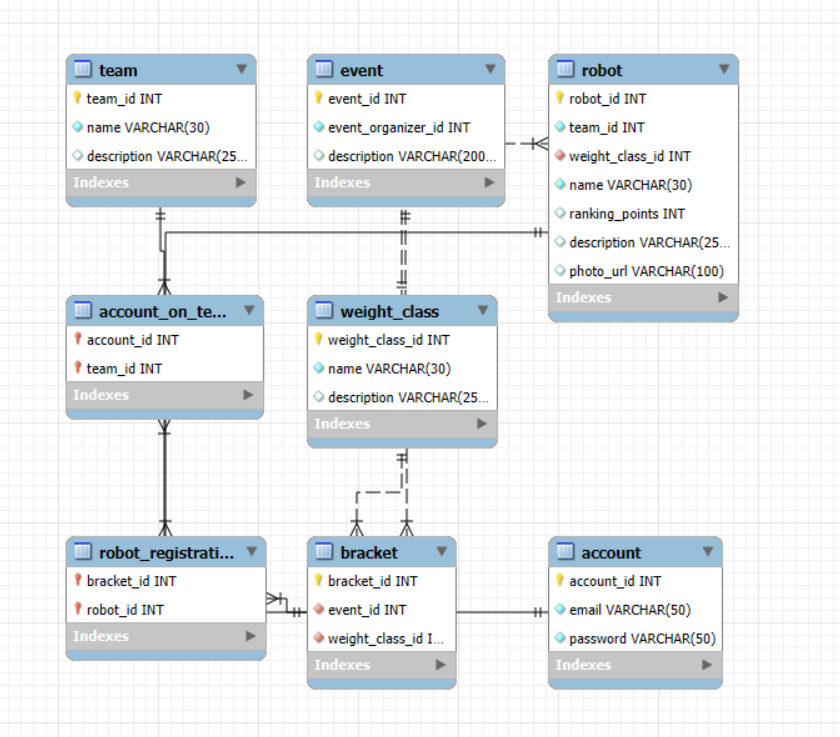 team
team_id INT
name VARCHAR(30)
description VARCHAR(25...
Indexes
event
event_id INT
event_organizer_id INT
description VARCHAR(200...
Indexes
robot
robot_id INT
team_id INT
weight_class_id INT
name VARCHAR(30)
ranking_points INT
description VARCHAR(25...
photo_url VARCHAR(100)
Indexes
account_on_te...
account_id INT
team_id INT
Indexes
weight_class
weight_class_id INT
name VARCHAR(30)
description VARCHAR(25...
Indexes
robot_registrati...
bracket_id INT
robot_id INT
Indexes
bracket
bracket_id INT
event_id INT
weight_class_id I...
Indexes
account
account_id INT
email VARCHAR(50)
password VARCHAR(50)
Indexes